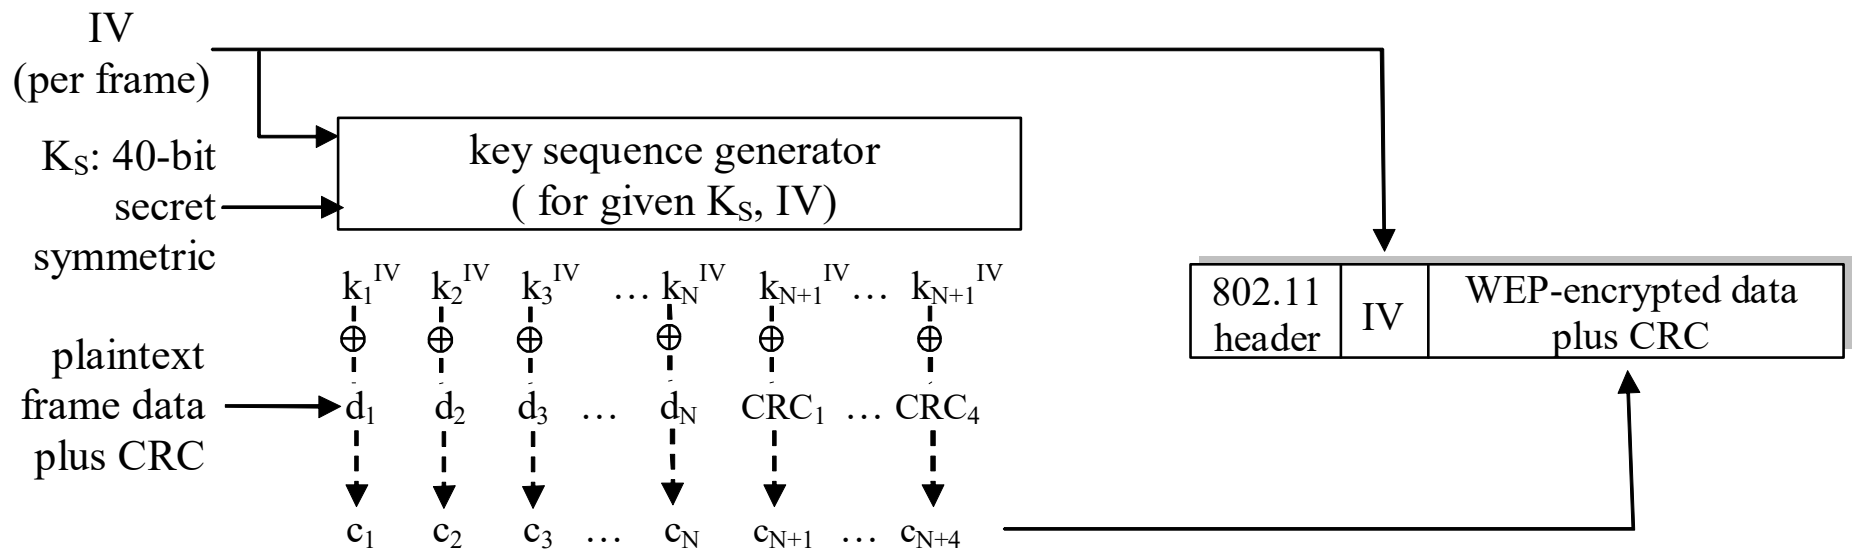 IV
(per frame)
K_S: 40-bit
secret
symmetric
key sequence generator
( for given K_S, IV)
k_1^IV k_2^IV k_3^IV … k_N^IV k_N+1^IV … k_N+1^IV
plaintext
frame data
plus CRC
d_1 d_2 d_3 … d_N CRC_1 … CRC_4
c_1 c_2 c_3 … c_N c_N+1 … c_N+4
802.11
header
IV
WEP-encrypted data
plus CRC